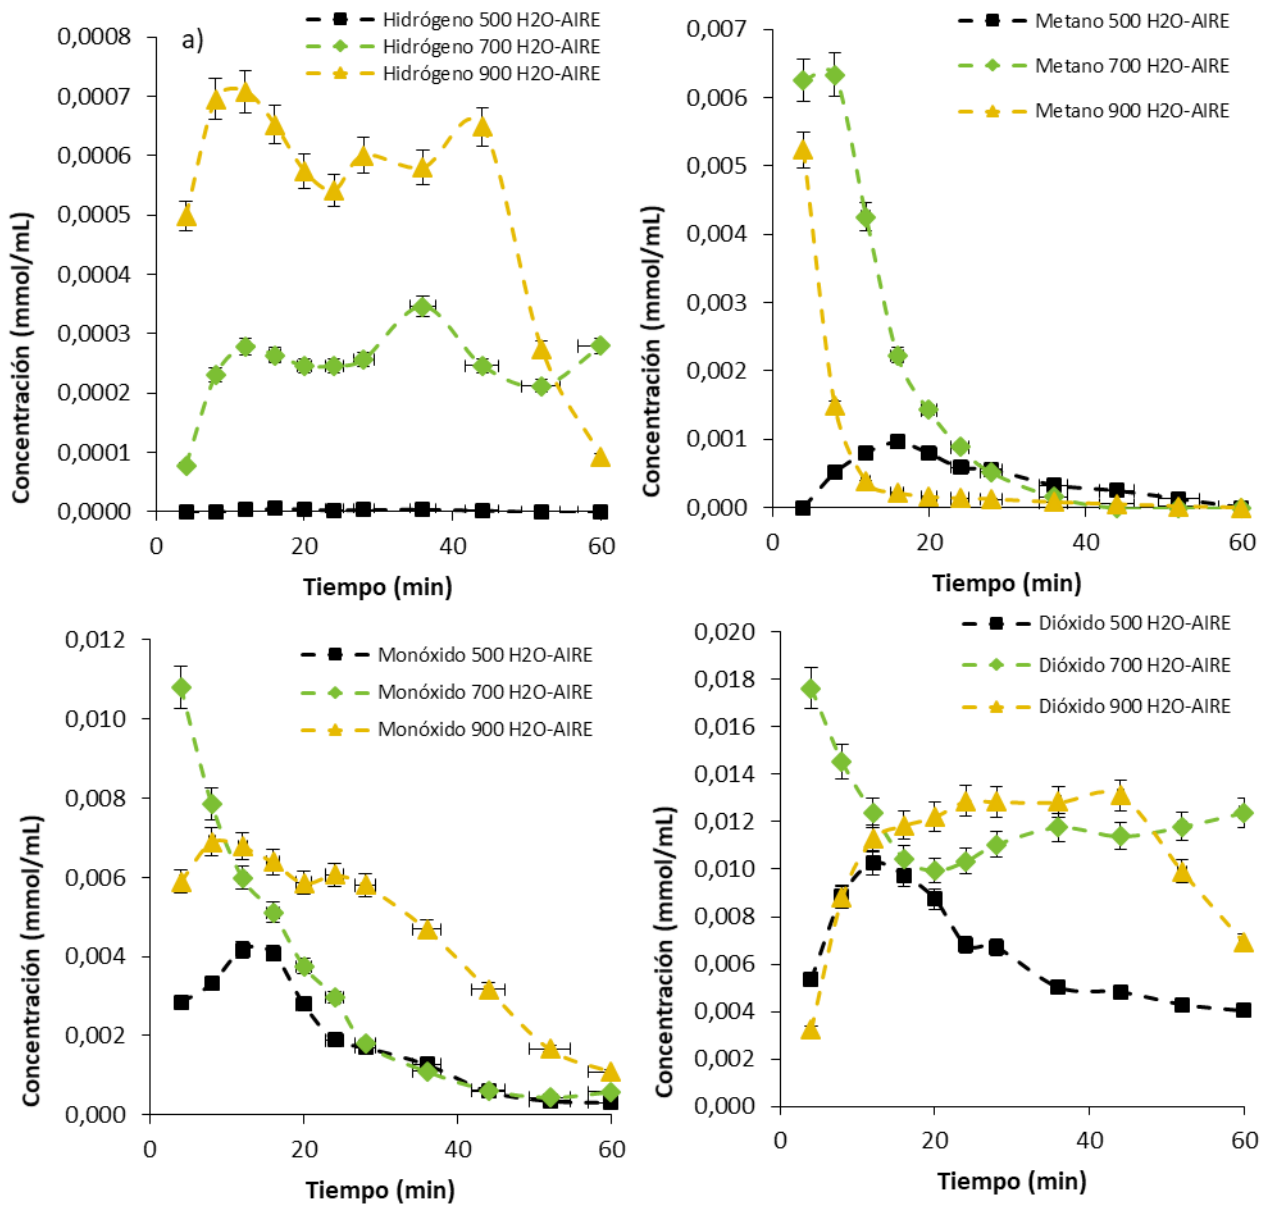 a)
Hidrógeno 500 H2O-AIRE
Hidrógeno 700 H2O-AIRE
Hidrógeno 900 H2O-AIRE
Concentración (mmol/mL)
0,0008
0,0007
0,0006
0,0005
0,0004
0,0003
0,0002
0,0001
0,0000
0 20 40 60
Tiempo (min)
Metano 500 H2O-AIRE
Metano 700 H2O-AIRE
Metano 900 H2O-AIRE
Concentración (mmol/mL)
0,007
0,006
0,005
0,004
0,003
0,002
0,001
0,000
0 20 40 60
Tiempo (min)
Monóxido 500 H2O-AIRE
Monóxido 700 H2O-AIRE
Monóxido 900 H2O-AIRE
Concentración (mmol/mL)
0,012
0,010
0,008
0,006
0,004
0,002
0,000
0 20 40 60
Tiempo (min)
Dióxido 500 H2O-AIRE
Dióxido 700 H2O-AIRE
Dióxido 900 H2O-AIRE
Concentración (mmol/mL)
0,020
0,018
0,016
0,014
0,012
0,010
0,008
0,006
0,004
0,002
0,000
0 20 40 60
Tiempo (min)